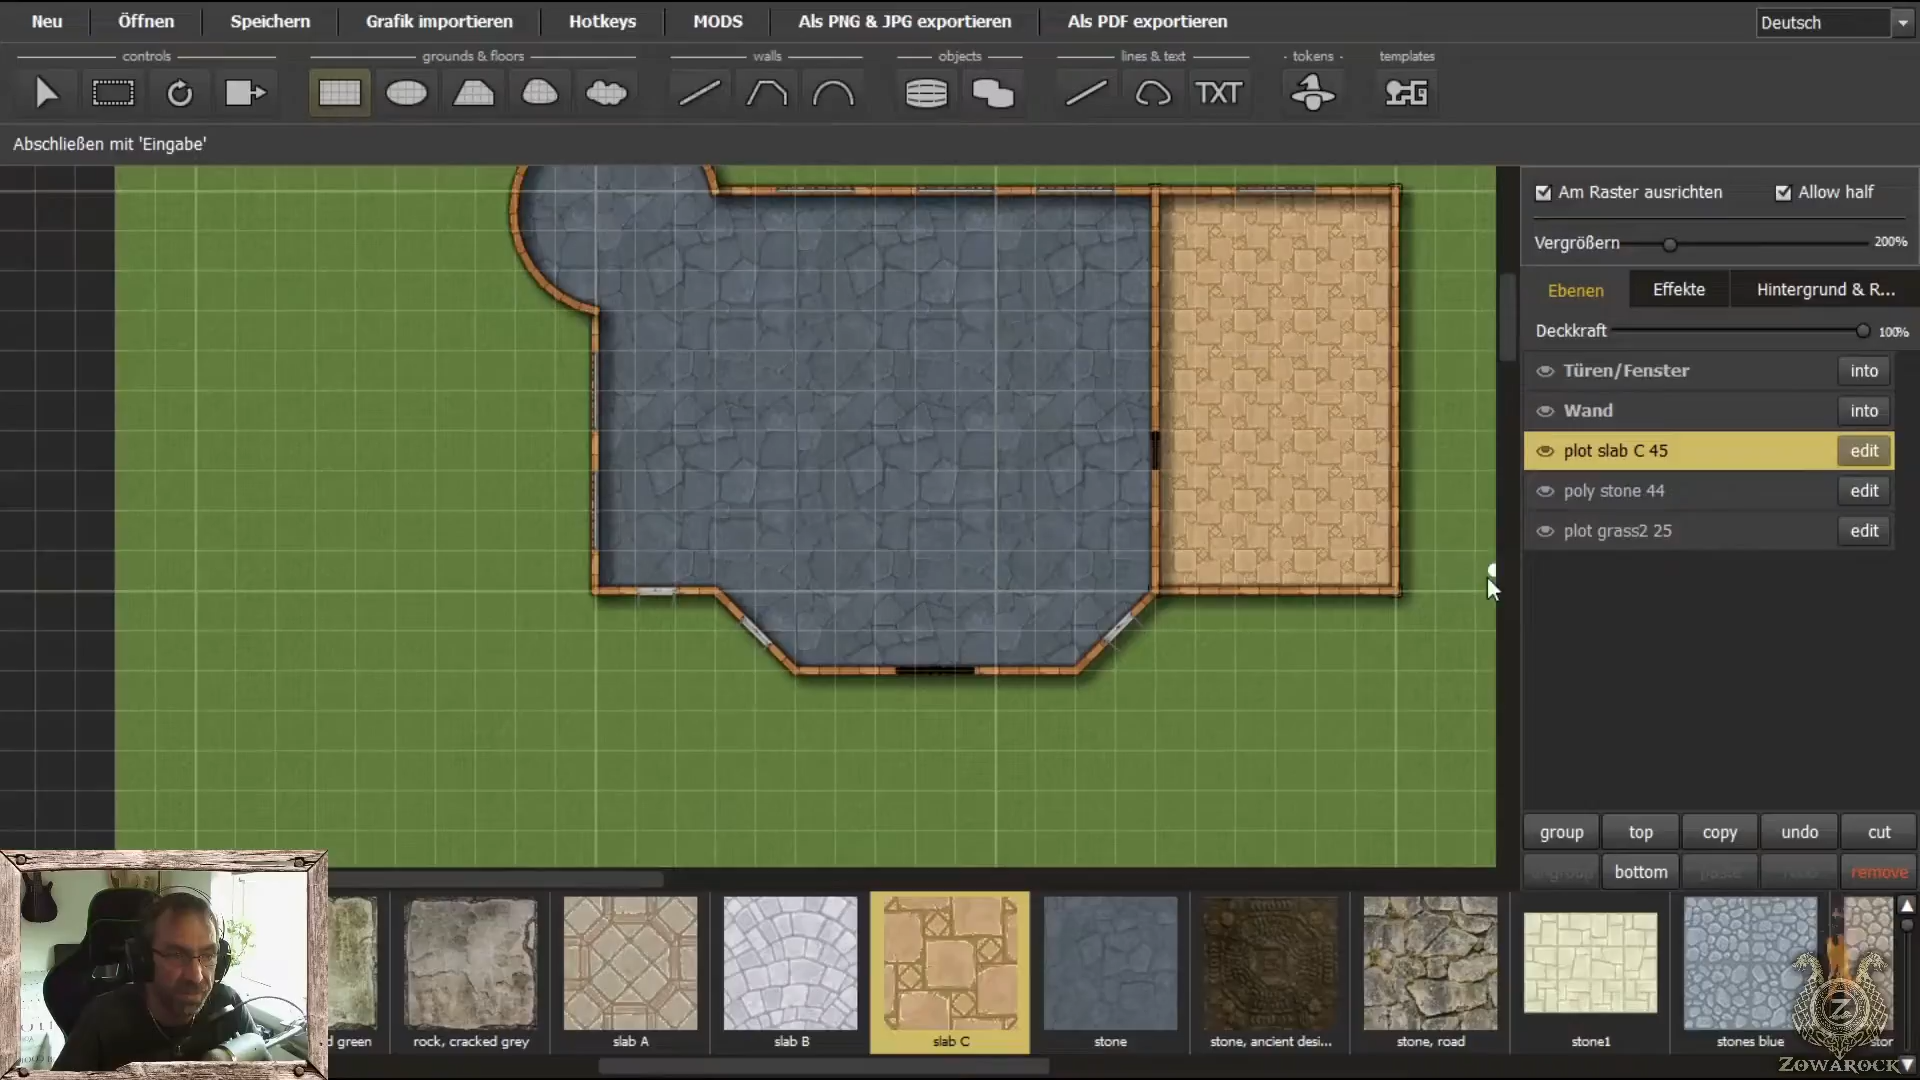 Neu Öffnen Speichern Grafik importieren Hotkeys MODS Als PNG & JPG exportieren Als PDF exportieren Deutsch
controls grounds & floors walls objects lines & text tokens templates
TXT
Abschließen mit 'Eingabe'
Am Raster ausrichten Allow half
Vergrößern 200%
Ebenen Effekte Hintergrund & R...
Deckkraft 100%
Türen/Fenster into
Wand into
plot slab C 45 edit
poly stone 44 edit
plot grass2 25 edit
group top copy undo cut
ungroup bottom paste remove
d green rock, cracked grey slab A slab B slab C stone stone, ancient desi... stone, road stone1 stones blue stor
Z
ZOWAROCK